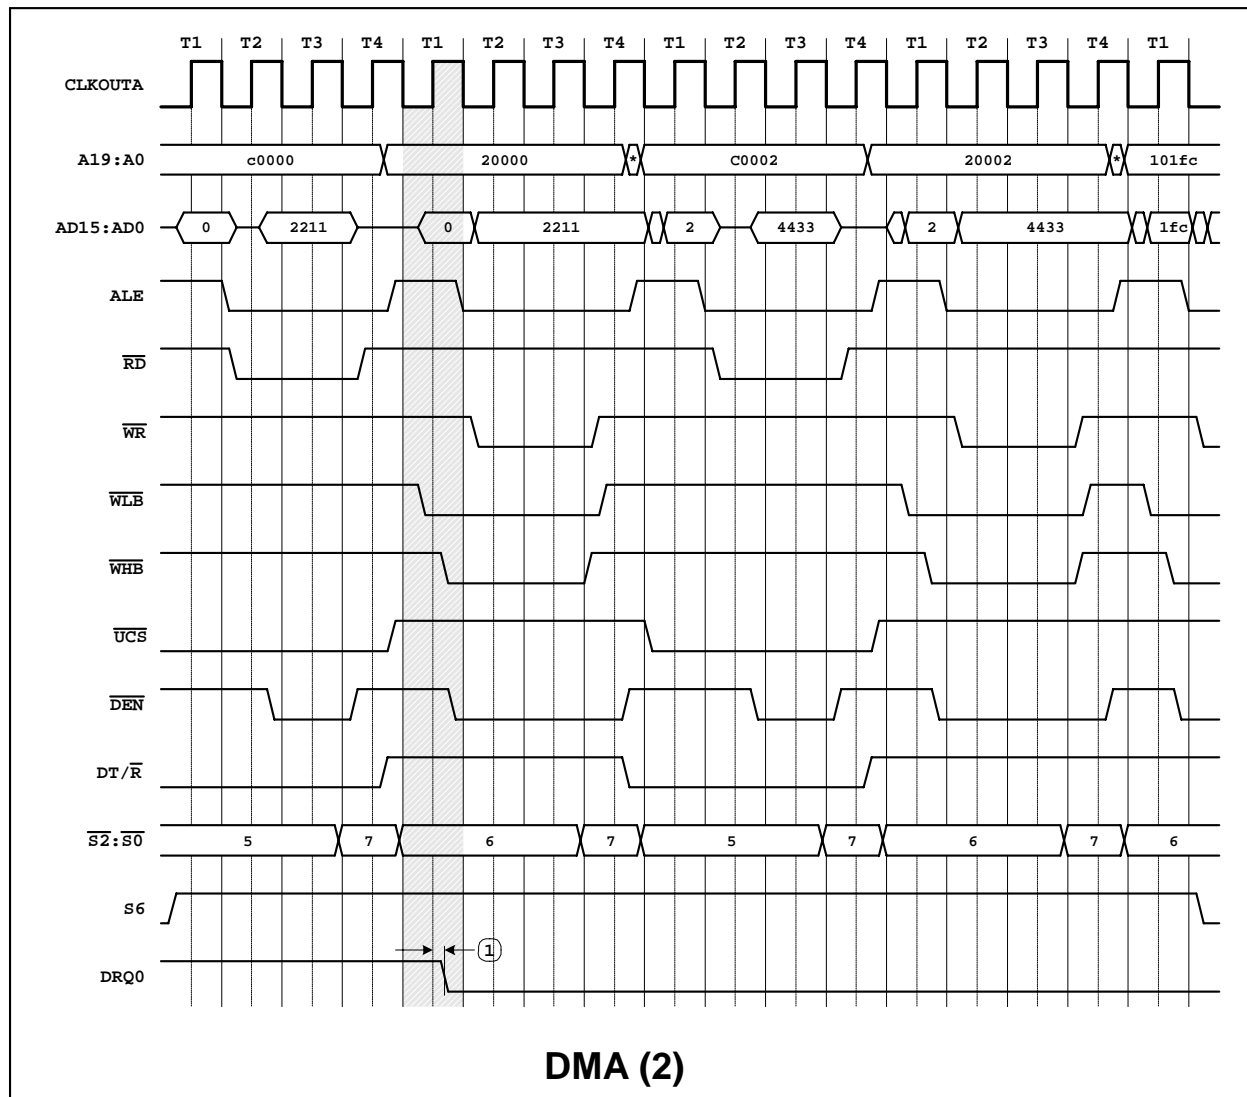 T1 T2 T3 T4 T1 T2 T3 T4 T1 T2 T3 T4 T1 T2 T3 T4 T1
CLKOUTA
A19:A0 c0000 20000 * C0002 20002 * 101fc
AD15:AD0 0 2211 0 2211 2 4433 2 4433 1fc
ALE
RD
WR
WLB
WHB
UCS
DEN
DT/R
S2:S0 5 7 6 7 5 7 6 7 6
S6
1
DRQ0
DMA (2)